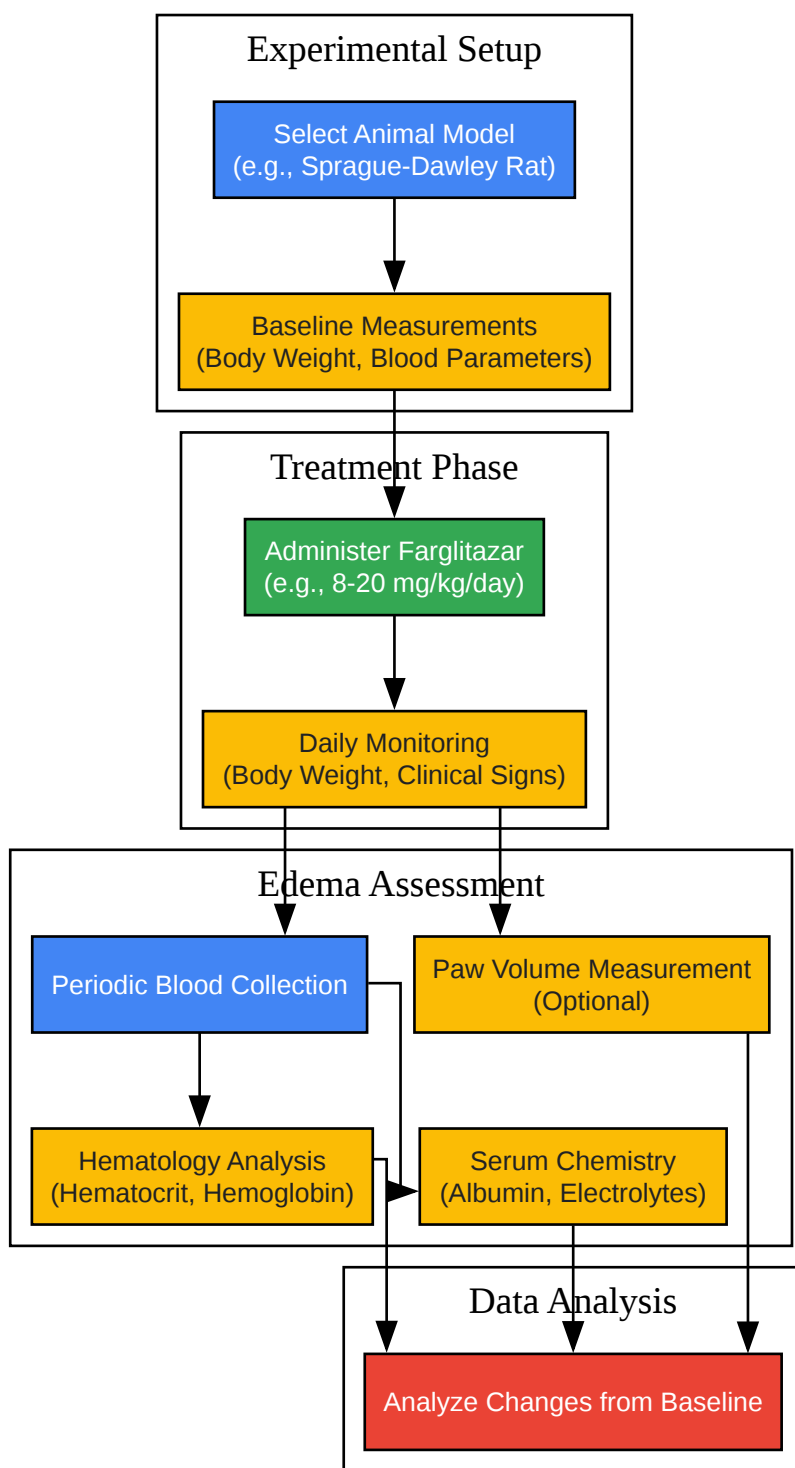 Experimental Setup
Select Animal Model
(e.g., Sprague-Dawley Rat)
Baseline Measurements
(Body Weight, Blood Parameters)
Treatment Phase
Administer Farglitazar
(e.g., 8-20 mg/kg/day)
Daily Monitoring
(Body Weight, Clinical Signs)
Edema Assessment
Periodic Blood Collection
Paw Volume Measurement
(Optional)
Hematology Analysis
(Hematocrit, Hemoglobin)
Serum Chemistry
(Albumin, Electrolytes)
Data Analysis
Analyze Changes from Baseline